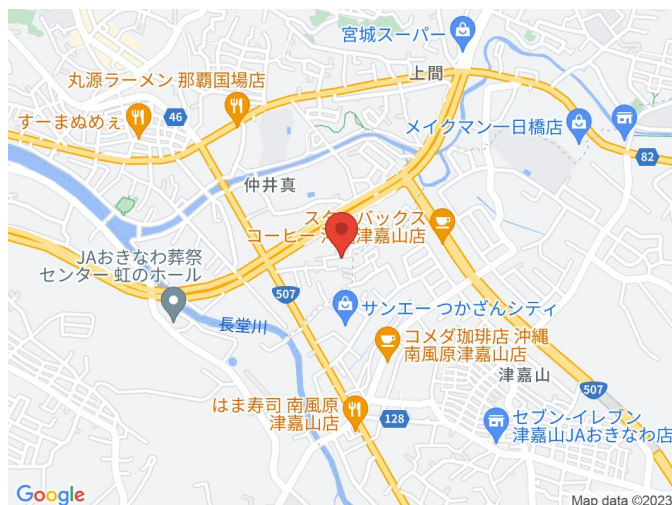 宮城スーパー
上間
丸源ラーメン 那覇国場店
すーまぬめぇ
46
メイクマン一日橋店
82
仲井真
スターバックス
コーヒー 沖縄津嘉山店
JAおきなわ葬祭
センター 虹のホール
507
長堂川
サンエー つかざんシティ
コメダ珈琲店 沖縄
南風原津嘉山店
津嘉山
507
はま寿司 南風原
津嘉山店
128
セブン-イレブン
津嘉山JAおきなわ店
Google
Map data ©2023